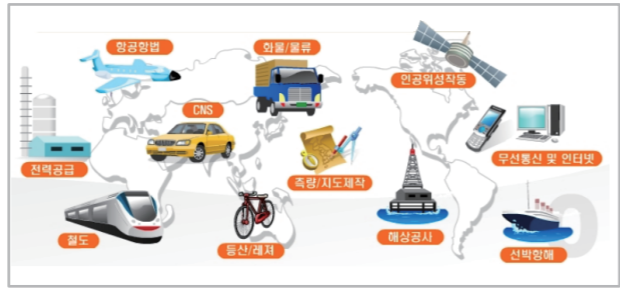 항공항법
화물/물류
인공위성작동
CNS
무선통신 및 인터넷
전력공급
측량/지도제작
철도
등산/레져
해상공사
선박항해